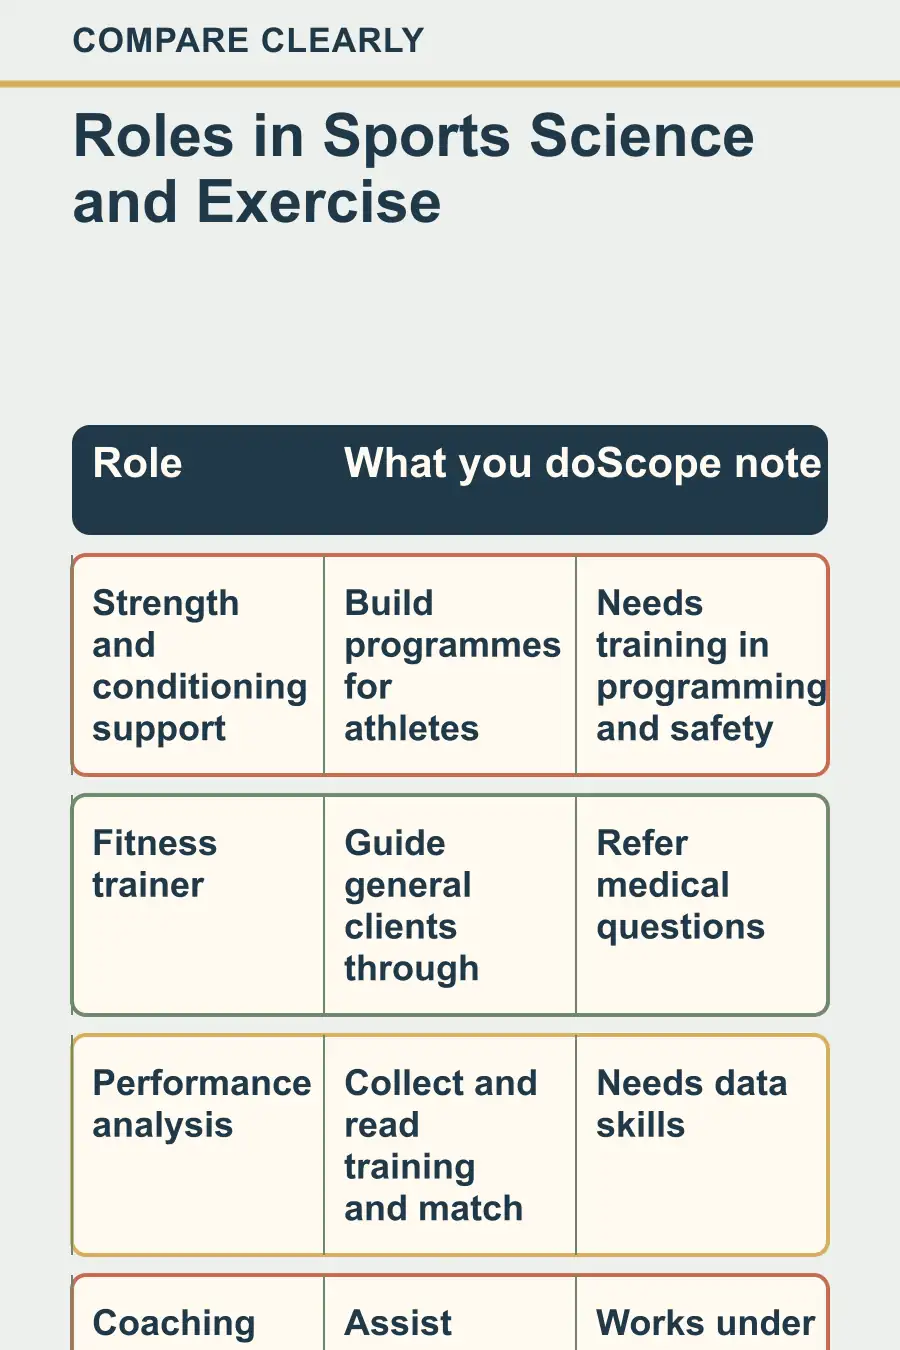 COMPARE CLEARLY
Roles in Sports Science
and Exercise
Role What you doScope note
Strength
and
conditioning
support
Build
programmes
for
athletes
Needs
training in
programming
and safety
Fitness
trainer
Guide
general
clients
through
Refer
medical
questions
Performance
analysis
Collect and
read
training
and match
Needs data
skills
Coaching
Assist
Works under